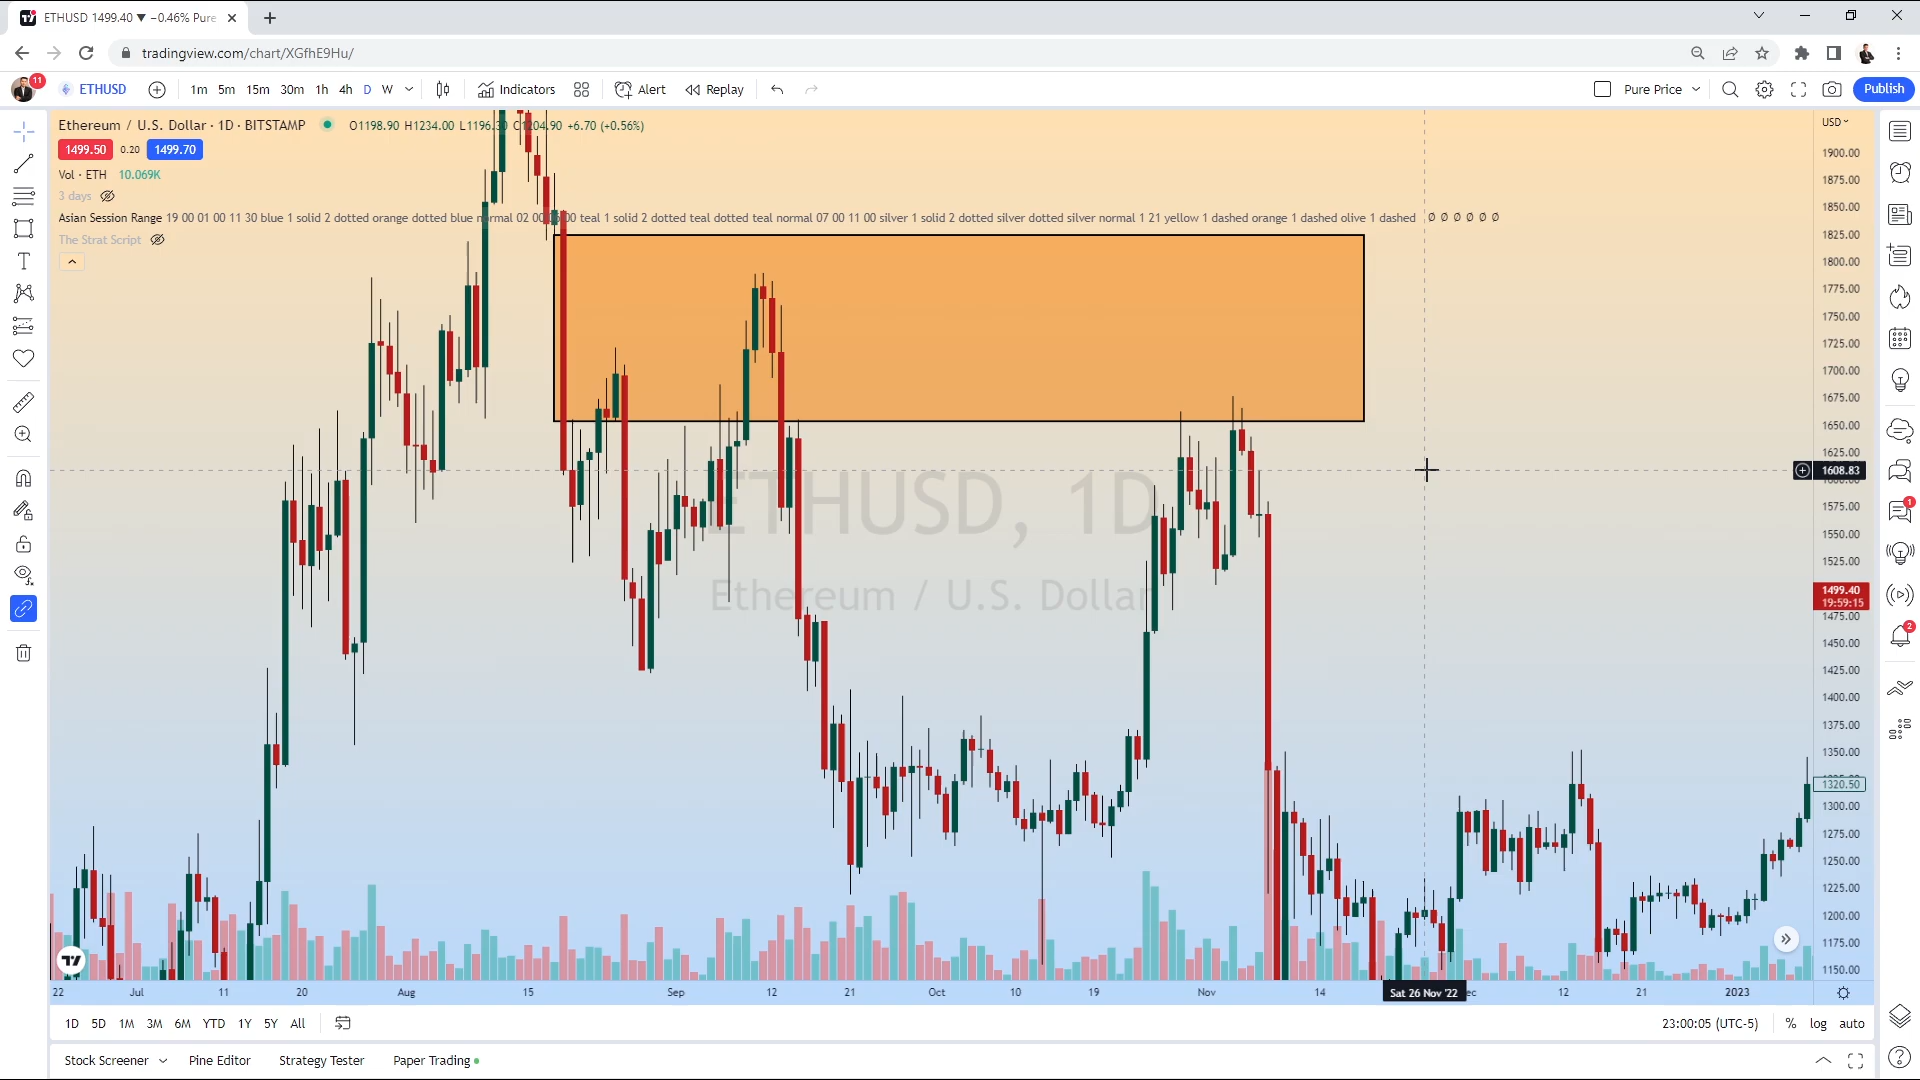 ETHUSD 1499.40 ▼ −0.46% Pure
tradingview.com/chart/XGfhE9Hu/
11 ETHUSD 1m 5m 15m 30m 1h 4h D W Indicators Alert Replay Pure Price Publish
Ethereum / U.S. Dollar · 1D · BITSTAMP O1198.90 H1234.00 L1196.30 C1204.90 +6.70 (+0.56%)
USD
1499.50 0.20 1499.70
Vol · ETH 10.069K
3 days
Asian Session Range 19 00 01 00 11 30 blue 1 solid 2 dotted orange dotted blue normal 02 00 00 teal 1 solid 2 dotted teal dotted teal normal 07 00 11 00 silver 1 solid 2 dotted silver dotted silver normal 1 21 yellow 1 dashed orange 1 dashed olive 1 dashed Ø Ø Ø Ø Ø Ø
The Strat Script
ETHUSD, 1D
Ethereum / U.S. Dollar
1900.00
1875.00
1850.00
1825.00
1800.00
1775.00
1750.00
1725.00
1700.00
1675.00
1650.00
1625.00
1608.83
1575.00
1550.00
1525.00
1499.40
19:59:15
1475.00
1450.00
1425.00
1400.00
1375.00
1350.00
1320.50
1300.00
1275.00
1250.00
1225.00
1200.00
1175.00
1150.00
1
2
22 Jul 11 20 Aug 15 Sep 12 21 Oct 10 19 Nov 14 Sat 26 Nov '22 ec 12 21 2023
1D 5D 1M 3M 6M YTD 1Y 5Y All 23:00:05 (UTC-5) % log auto
Stock Screener Pine Editor Strategy Tester Paper Trading